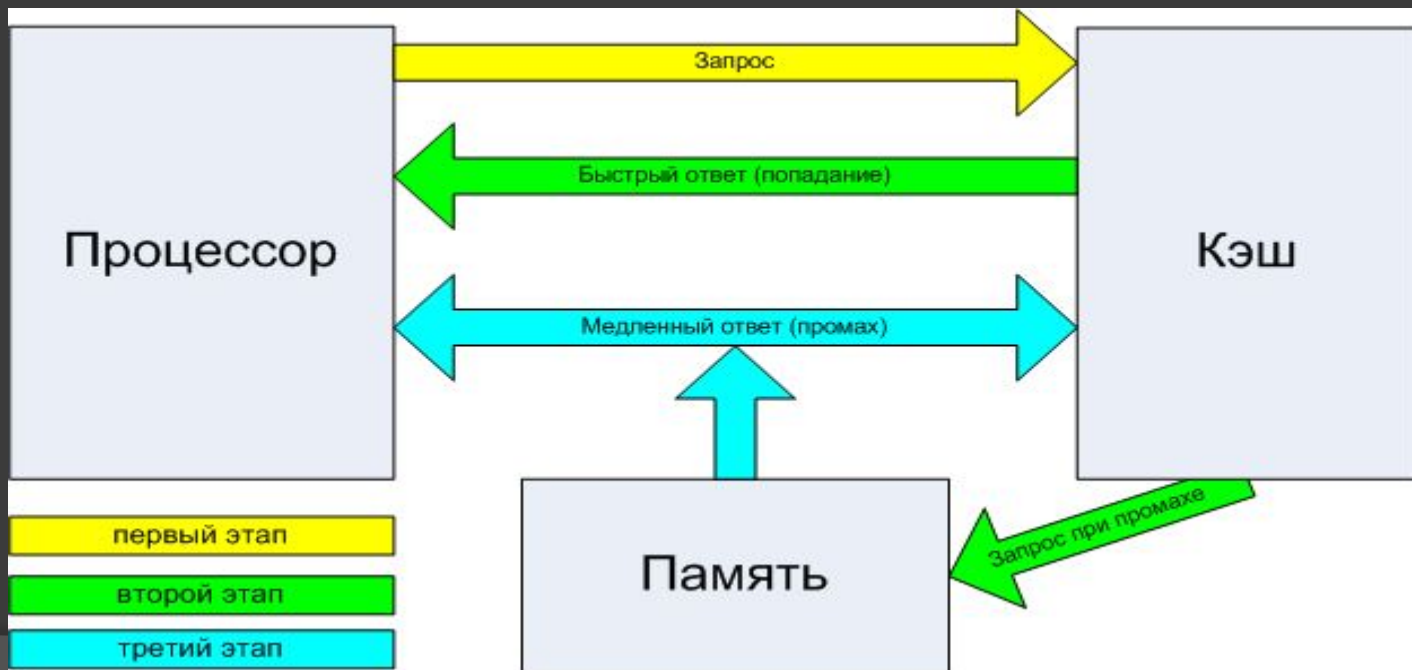 Запрос
Быстрый ответ (попадание)
Процессор
Кэш
Медленный ответ (промах)
Запрос при промахе
Память
первый этап
второй этап
третий этап